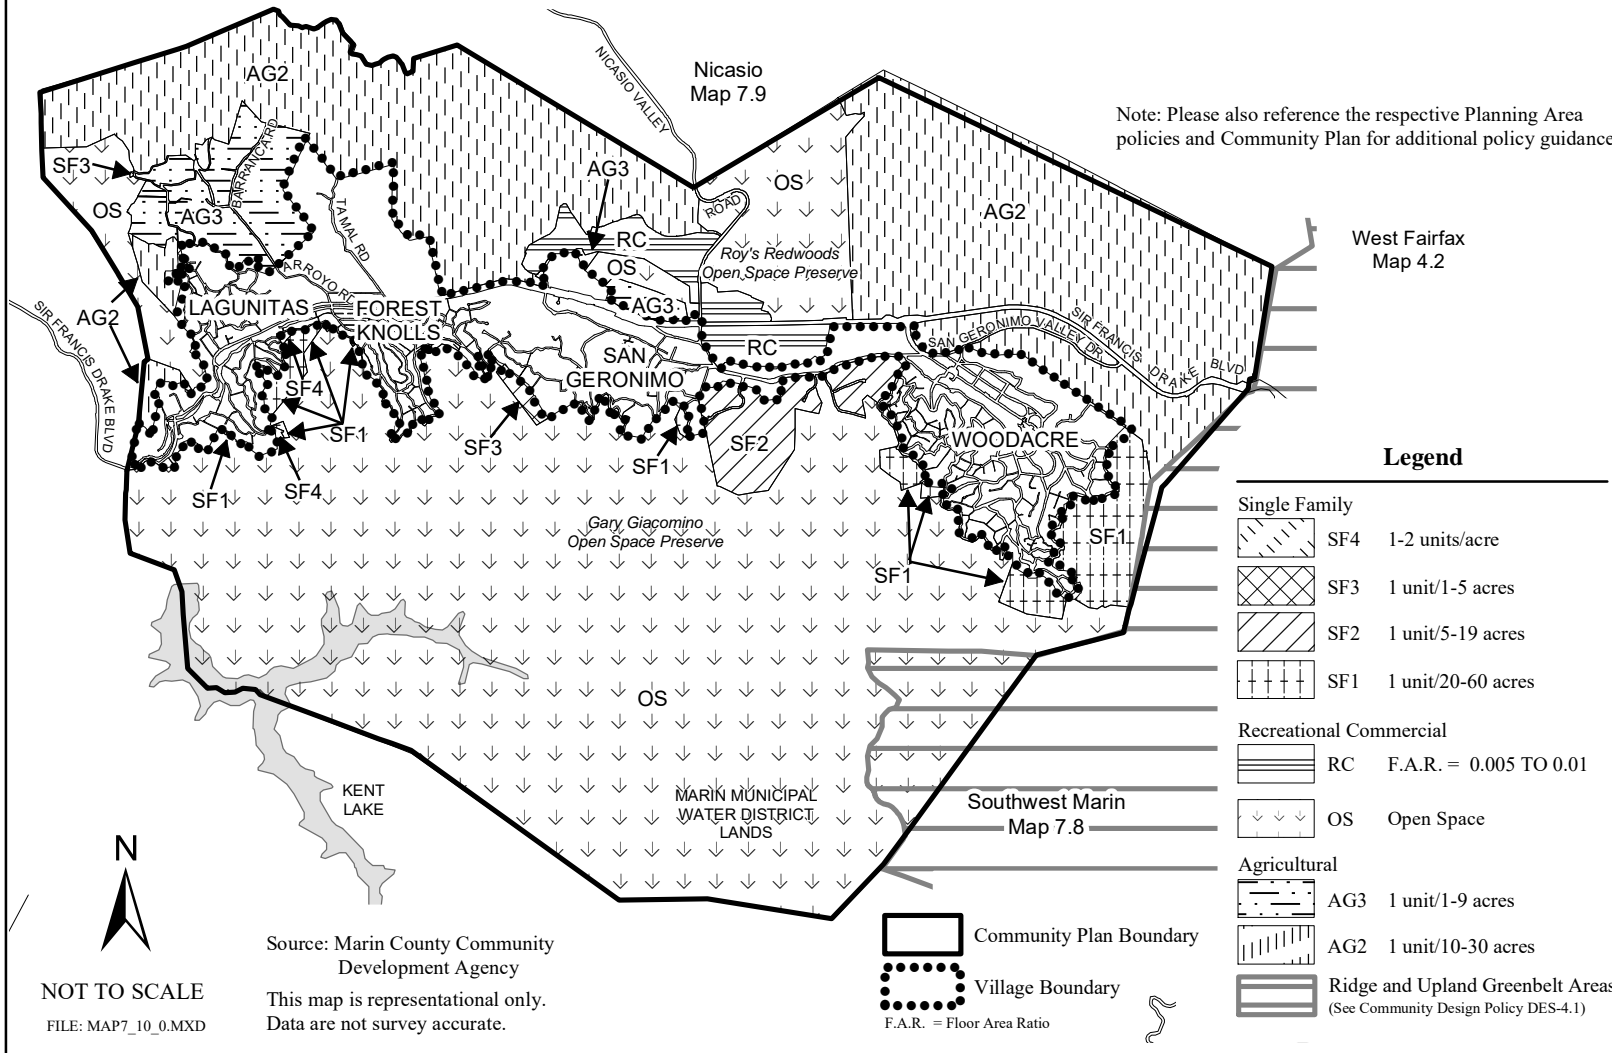 AG2
NICASIO VALLEY
Nicasio
Map 7.9
Note: Please also reference the respective Planning Area
policies and Community Plan for additional policy guidance
SF3
BARRANCA RD
AG3
OS
OS
AG3
AG2
TAMAL RD
ROAD
RC
Roy's Redwoods
Open Space Preserve
West Fairfax
Map 4.2
ARROYO RD
OS
AG3
LAGUNITAS
FOREST
KNOLLS
AG2
SIR FRANCIS DRAKE BLVD
SIR FRANCIS
DRAKE
BLVD
SAN GERONIMO VALLEY DR.
RC
SAN
GERONIMO
SF4
SF1
SF3
SF1
SF2
WOODACRE
SF1
SF4
SF1
SF1
Gary Giacomino
Open Space Preserve
OS
KENT
LAKE
MARIN MUNICIPAL
WATER DISTRICT
LANDS
Southwest Marin
Map 7.8
Legend
Single Family
SF4 1-2 units/acre
SF3 1 unit/1-5 acres
SF2 1 unit/5-19 acres
SF1 1 unit/20-60 acres
Recreational Commercial
RC F.A.R. = 0.005 TO 0.01
OS Open Space
Agricultural
AG3 1 unit/1-9 acres
AG2 1 unit/10-30 acres
Ridge and Upland Greenbelt Areas
(See Community Design Policy DES-4.1)
Community Plan Boundary
Village Boundary
F.A.R. = Floor Area Ratio
N
NOT TO SCALE
FILE: MAP7_10_0.MXD
Source: Marin County Community
Development Agency
This map is representational only.
Data are not survey accurate.